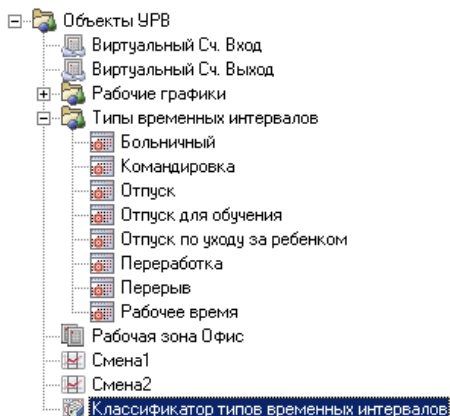 Объекты УРВ
Виртуальный Сч. Вход
Виртуальный Сч. Выход
Рабочие графики
Типы временных интервалов
Больничный
Командировка
Отпуск
Отпуск для обучения
Отпуск по уходу за ребенком
Переработка
Перерыв
Рабочее время
Рабочая зона Офис
Смена1
Смена2
Классификатор типов временных интервалов